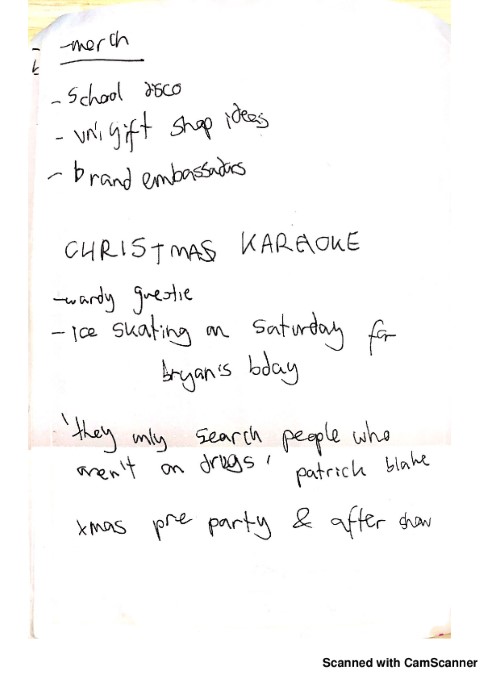 - merch
- School disco
- uni gift shop ideas
- brand embassadors
CHRISTMAS KARAOKE
- wardy guestie
- ice skating on saturday for
bryan's bday
'they only search people who
aren't on drugs' patrick blake
xmas pre party & after show
Scanned with CamScanner